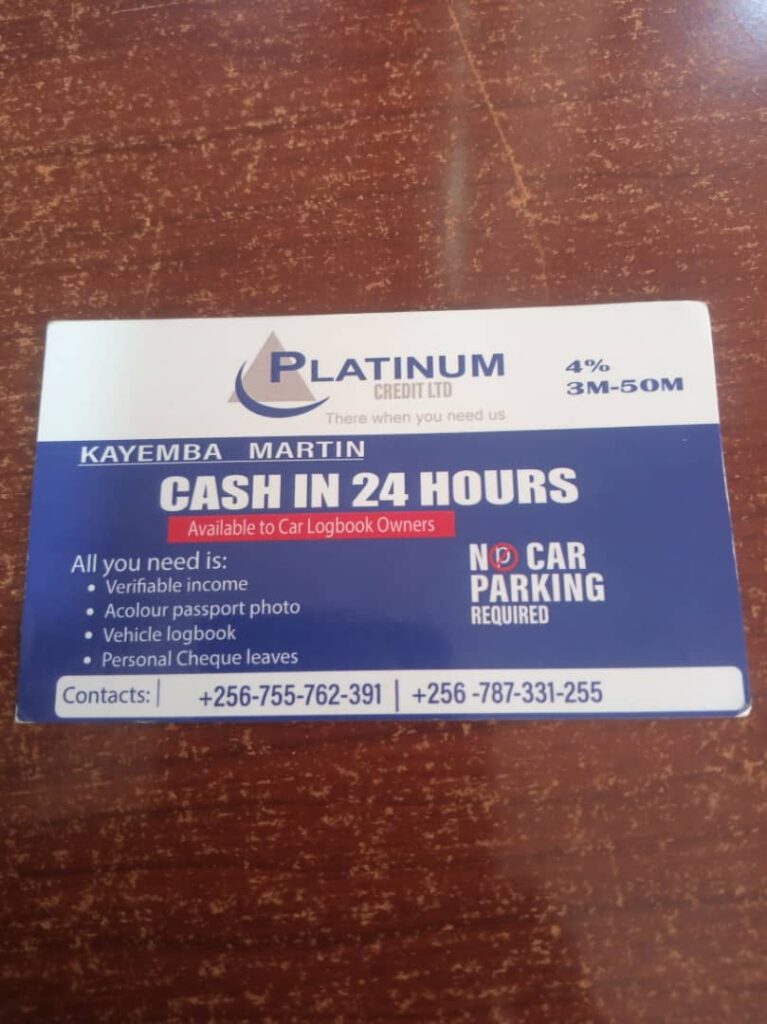 PLATINUM
CREDIT LTD
There when you need us
4%
3M-50M
KAYEMBA MARTIN
CASH IN 24 HOURS
Available to Car Logbook Owners
All you need is:
• Verifiable income
• Acolour passport photo
• Vehicle logbook
• Personal Cheque leaves
NO CAR
PARKING
REQUIRED
Contacts: | +256-755-762-391 | +256 -787-331-255